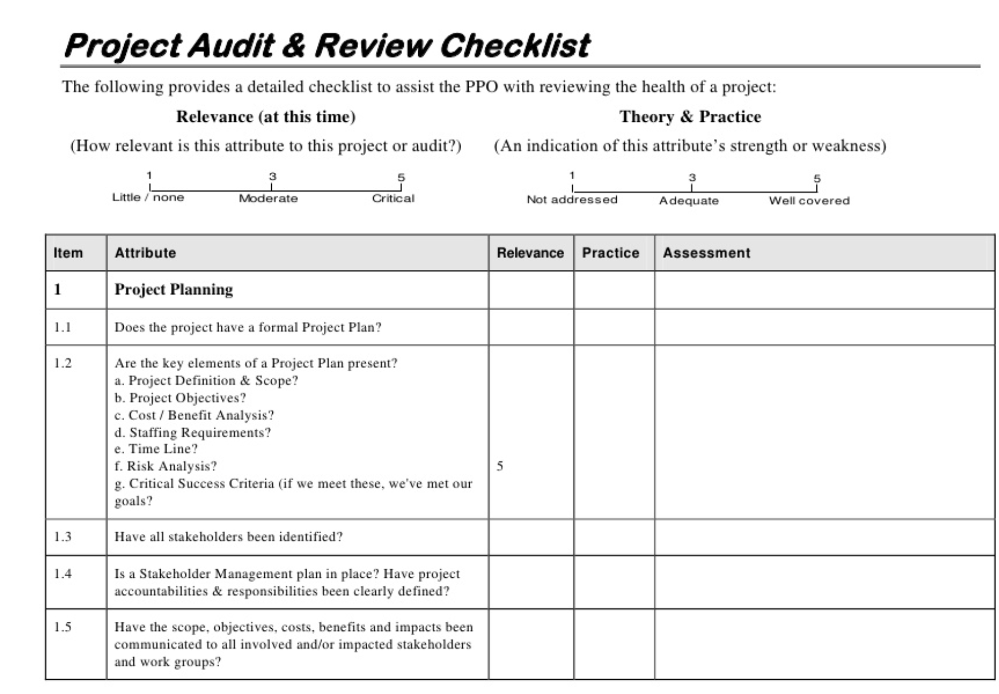 Project Audit & Review Checklist
The following provides a detailed checklist to assist the PPO with reviewing the health of a project:
Relevance (at this time) Theory & Practice
(How relevant is this attribute to this project or audit?) (An indication of this attribute's strength or weakness)
1 3 5 1 3 5
Little / none Moderate Critical Not addressed Adequate Well covered
Item Attribute Relevance Practice Assessment
1 Project Planning
1.1 Does the project have a formal Project Plan?
1.2 Are the key elements of a Project Plan present?
a. Project Definition & Scope?
b. Project Objectives?
c. Cost / Benefit Analysis?
d. Staffing Requirements?
e. Time Line?
f. Risk Analysis? 5
g. Critical Success Criteria (if we meet these, we've met our
goals?
1.3 Have all stakeholders been identified?
1.4 Is a Stakeholder Management plan in place? Have project
accountabilities & responsibilities been clearly defined?
1.5 Have the scope, objectives, costs, benefits and impacts been
communicated to all involved and/or impacted stakeholders
and work groups?